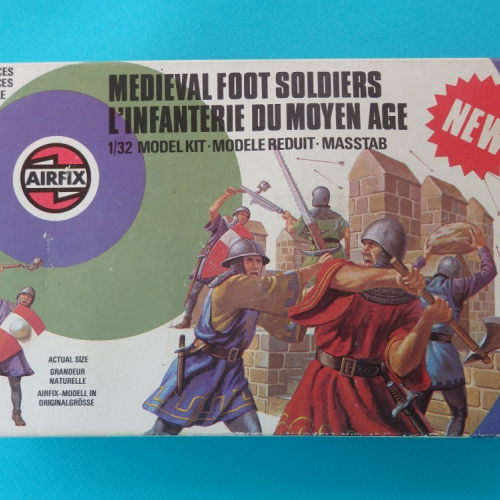 MEDIEVAL FOOT SOLDIERS
L'INFANTERIE DU MOYEN AGE
1/32 MODEL KIT · MODELE REDUIT · MASSTAB
NEW
AIRFIX
ACTUAL SIZE
GRANDEUR
NATURELLE
AIRFIX-MODELL IN
ORIGINALGRÖSSE